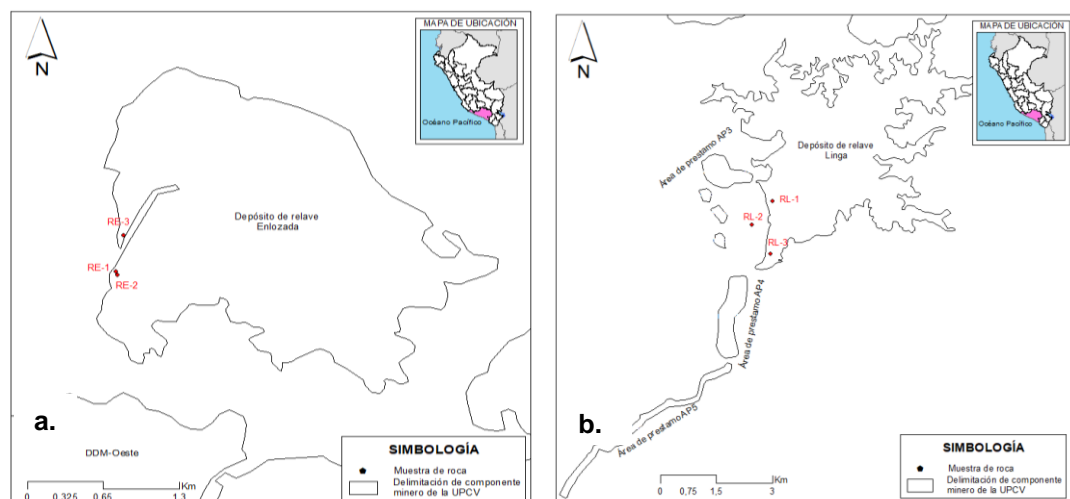 MAPA DE UBICACIÓN
Océano Pacífico
N
RE-3
Depósito de relave
Enlozada
RE-1
RE-2
a.
DDM-Oeste
0 0,325 0,65 1,3
Km
SIMBOLOGÍA
Muestra de roca
Delimitación de componente
minero de la UPCV
MAPA DE UBICACIÓN
Océano Pacífico
N
Área de prestamo AP3
Depósito de relave
Linga
RL-1
RL-2
RL-3
Área de prestamo AP4
Área de prestamo AP5
b.
0 0,75 1,5 3
Km
SIMBOLOGÍA
Muestra de roca
Delimitación de componente
minero de la UPCV